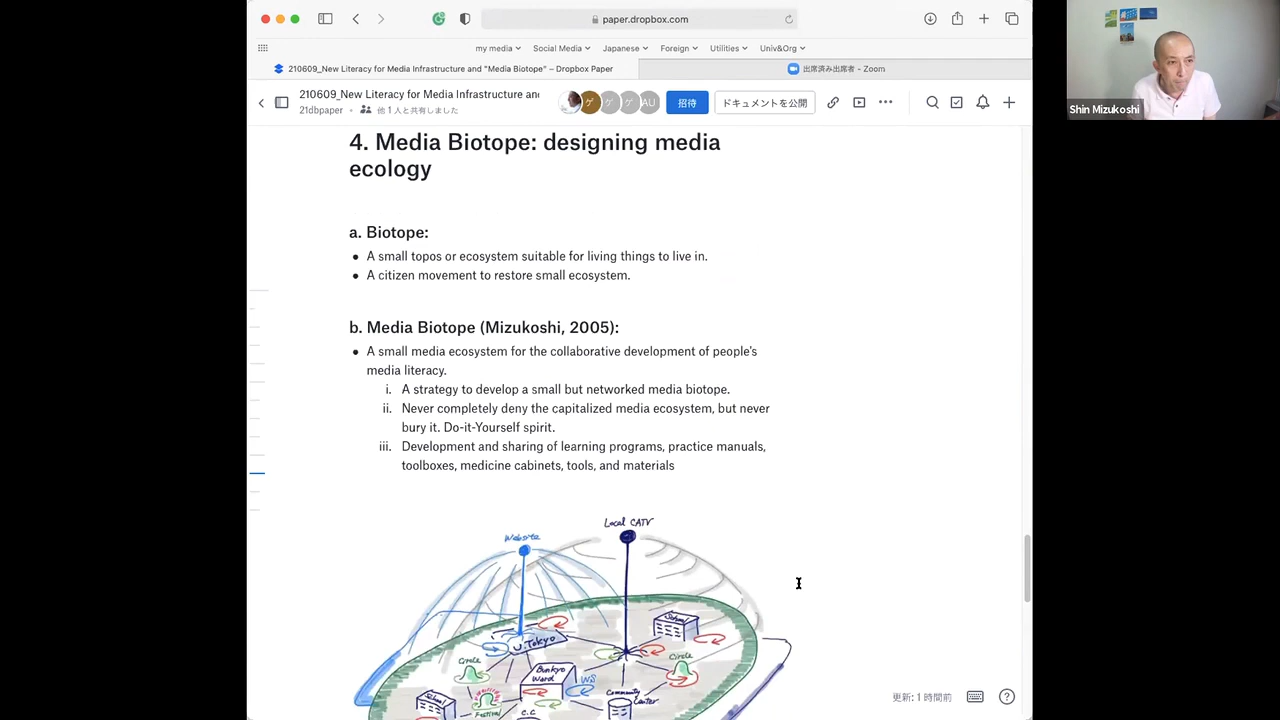 paper.dropbox.com
my media
Social Media
Japanese
Foreign
Utilities
Univ&Org
210609_New Literacy for Media Infrastructure and "Media Biotope" – Dropbox Paper
出席済み出席者 - Zoom
210609_New Literacy for Media Infrastructure and
21dbpaper
他 1 人と共有しました
ゲ
ゲ
ゲ
AU
招待
ドキュメントを公開
Shin Mizukoshi
4. Media Biotope: designing media
ecology
a. Biotope:
• A small topos or ecosystem suitable for living things to live in.
• A citizen movement to restore small ecosystem.
b. Media Biotope (Mizukoshi, 2005):
• A small media ecosystem for the collaborative development of people's
media literacy.
i. A strategy to develop a small but networked media biotope.
ii. Never completely deny the capitalized media ecosystem, but never
bury it. Do-it-Yourself spirit.
iii. Development and sharing of learning programs, practice manuals,
toolboxes, medicine cabinets, tools, and materials
Local CATV
Website
School
U. Tokyo
Circle
Circle
Bunkyo
Ward
WS
School
Festival
Community
Center
C.C
更新: 1 時間前